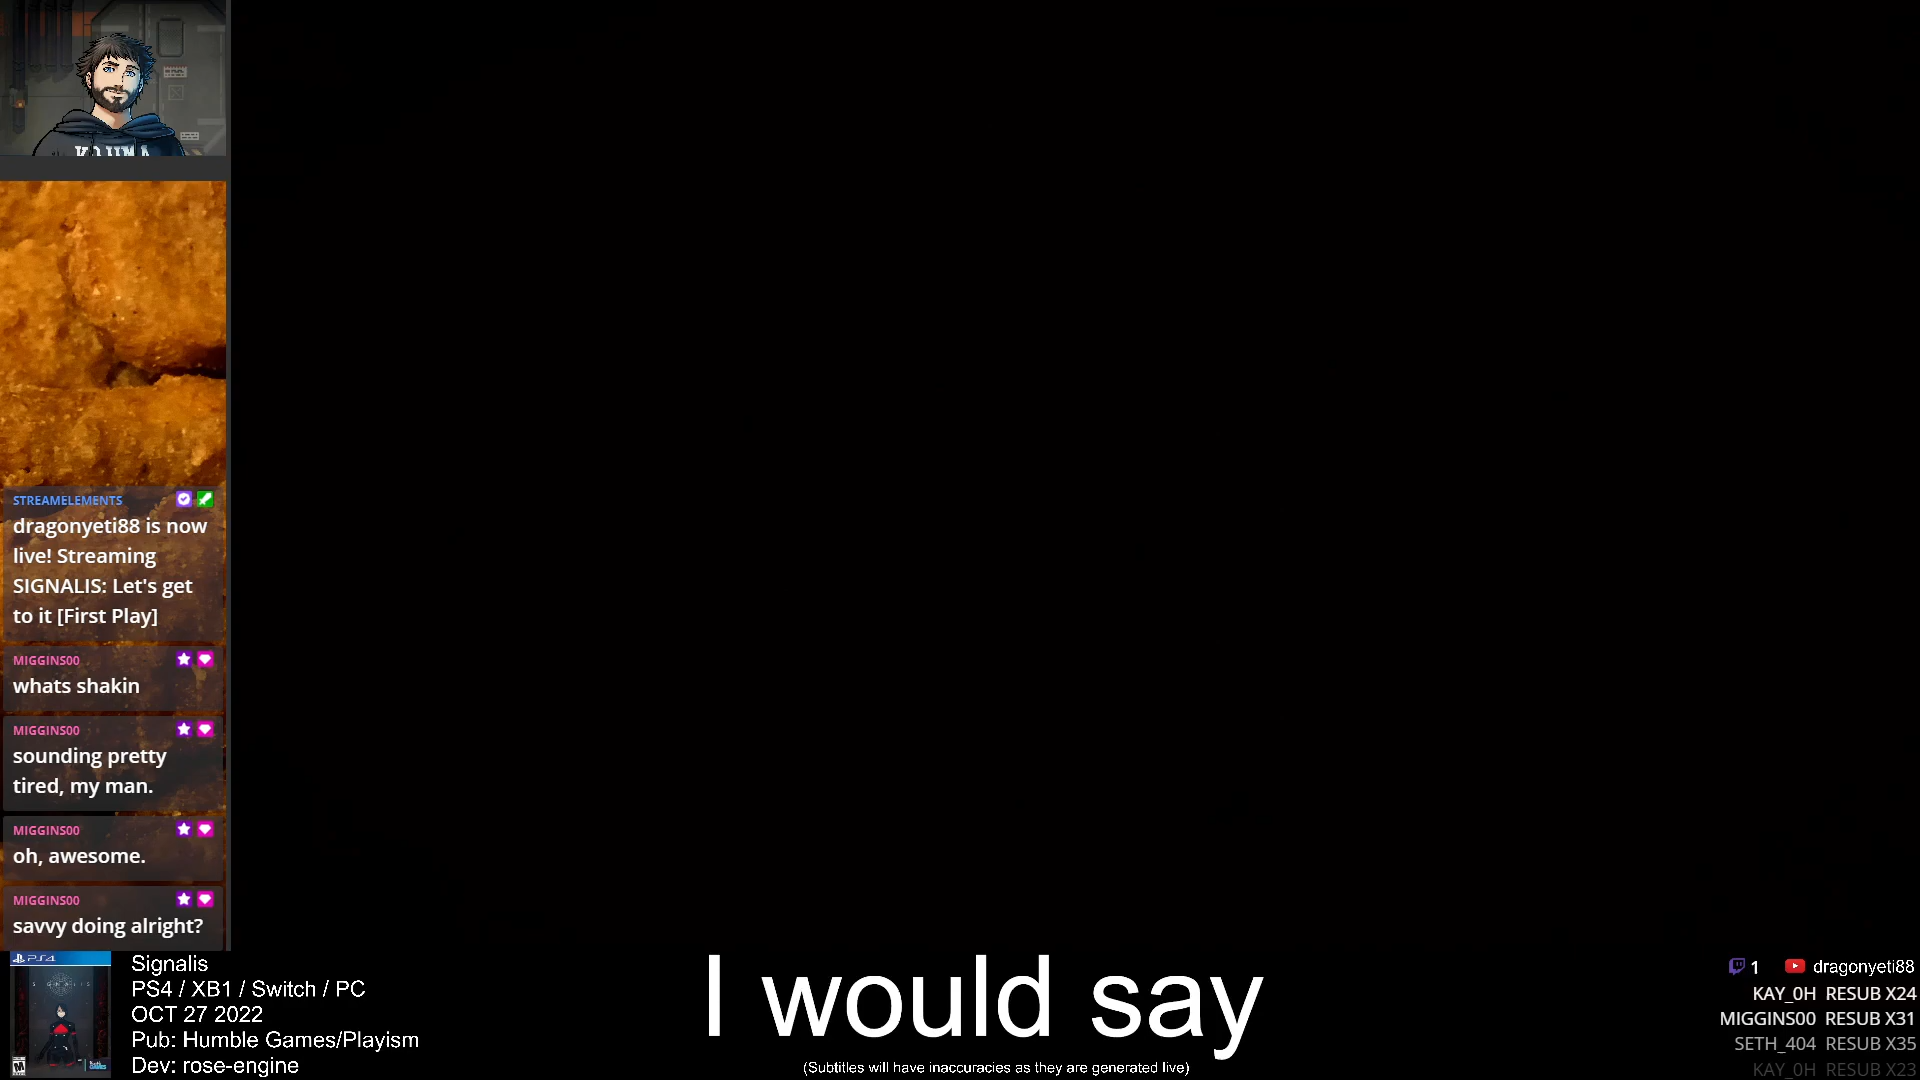 KOJIMA
STREAMELEMENTS
dragonyeti88 is now
live! Streaming
SIGNALIS: Let's get
to it [First Play]
MIGGINS00
whats shakin
MIGGINS00
sounding pretty
tired, my man.
MIGGINS00
oh, awesome.
MIGGINS00
savvy doing alright?
PS4
SIGNALIS
Signalis
PS4 / XB1 / Switch / PC
OCT 27 2022
Pub: Humble Games/Playism
Dev: rose-engine
I would say
(Subtitles will have inaccuracies as they are generated live)
1 dragonyeti88
KAY_0H RESUB X24
MIGGINS00 RESUB X31
SETH_404 RESUB X35
KAY_0H RESUB X23